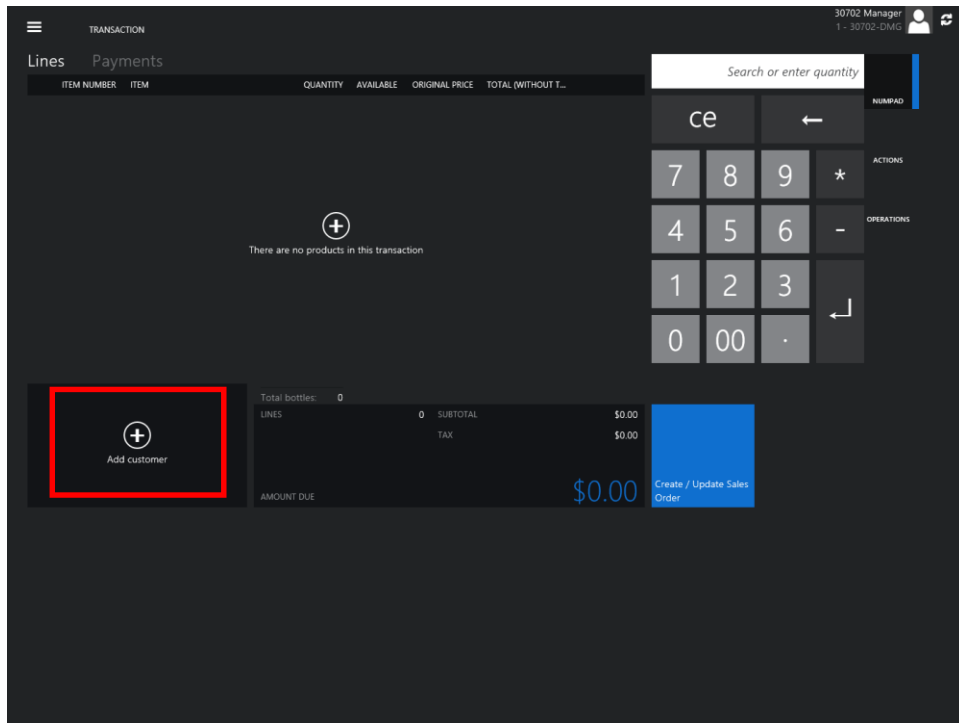 30702 Manager
TRANSACTION
1 - 30702-DMG
Lines Payments
Search or enter quantity
ITEM NUMBER ITEM QUANTITY AVAILABLE ORIGINAL PRICE TOTAL (WITHOUT T...
NUMPAD
ce ←
ACTIONS
7 8 9 *
OPERATIONS
4 5 6 -
There are no products in this transaction
1 2 3
0 00 .
Total bottles: 0
LINES 0 SUBTOTAL $0.00
TAX $0.00
Add customer
AMOUNT DUE $0.00
Create / Update Sales
Order